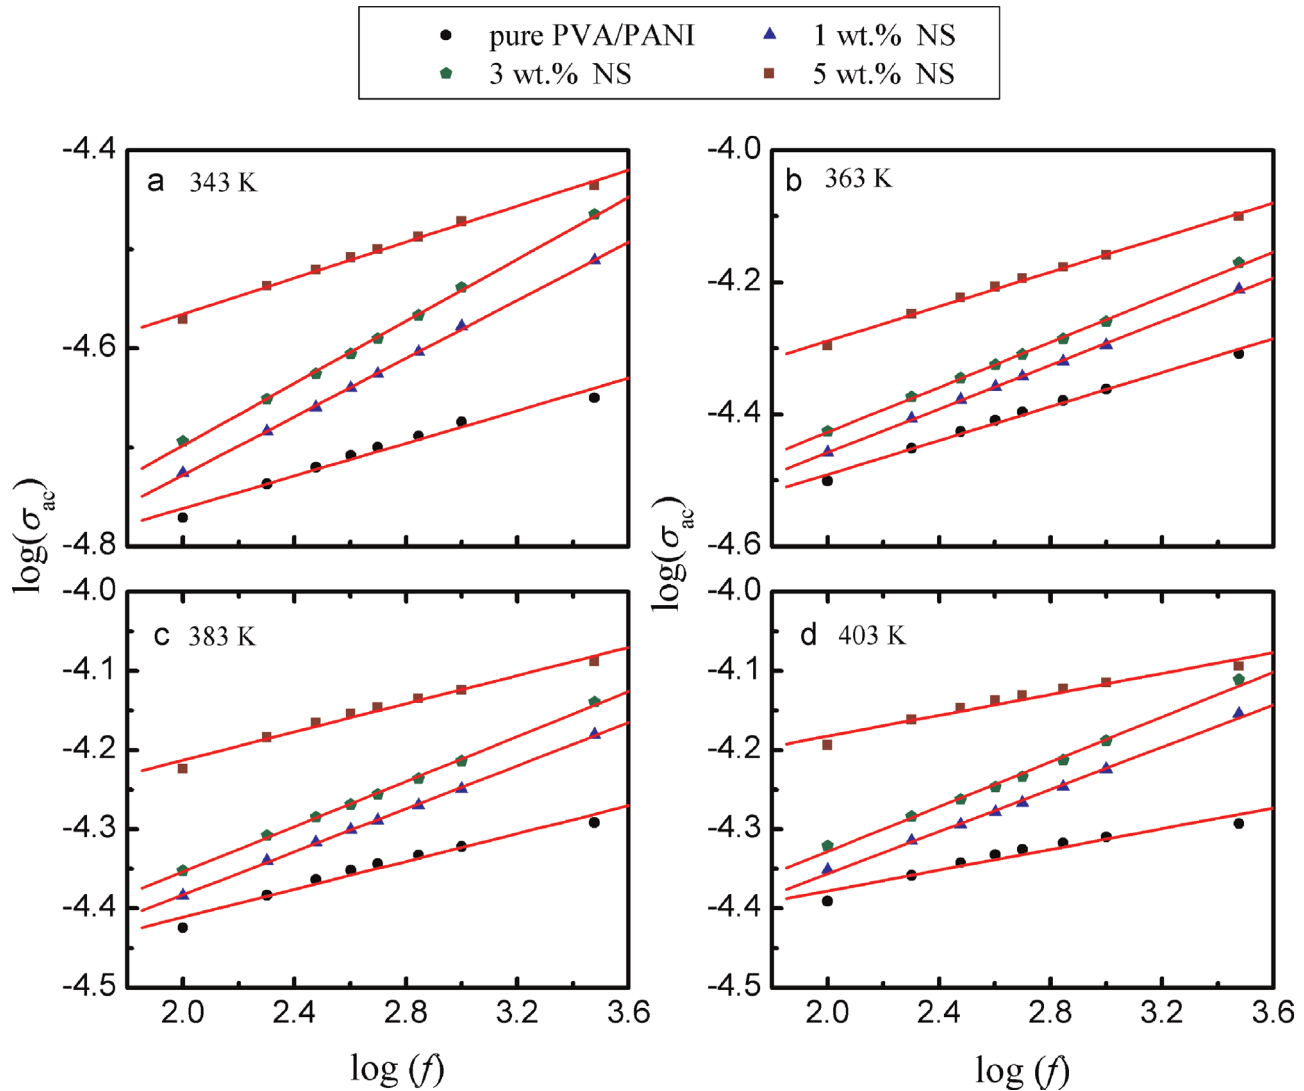 pure PVA/PANI
1 wt.% NS
3 wt.% NS
5 wt.% NS
a 343 K
-4.4
-4.6
-4.8
log(σac)
b 363 K
-4.0
-4.2
-4.4
-4.6
log(σac)
c 383 K
-4.0
-4.1
-4.2
-4.3
-4.4
-4.5
2.0 2.4 2.8 3.2 3.6
log (f)
d 403 K
-4.0
-4.1
-4.2
-4.3
-4.4
-4.5
2.0 2.4 2.8 3.2 3.6
log (f)